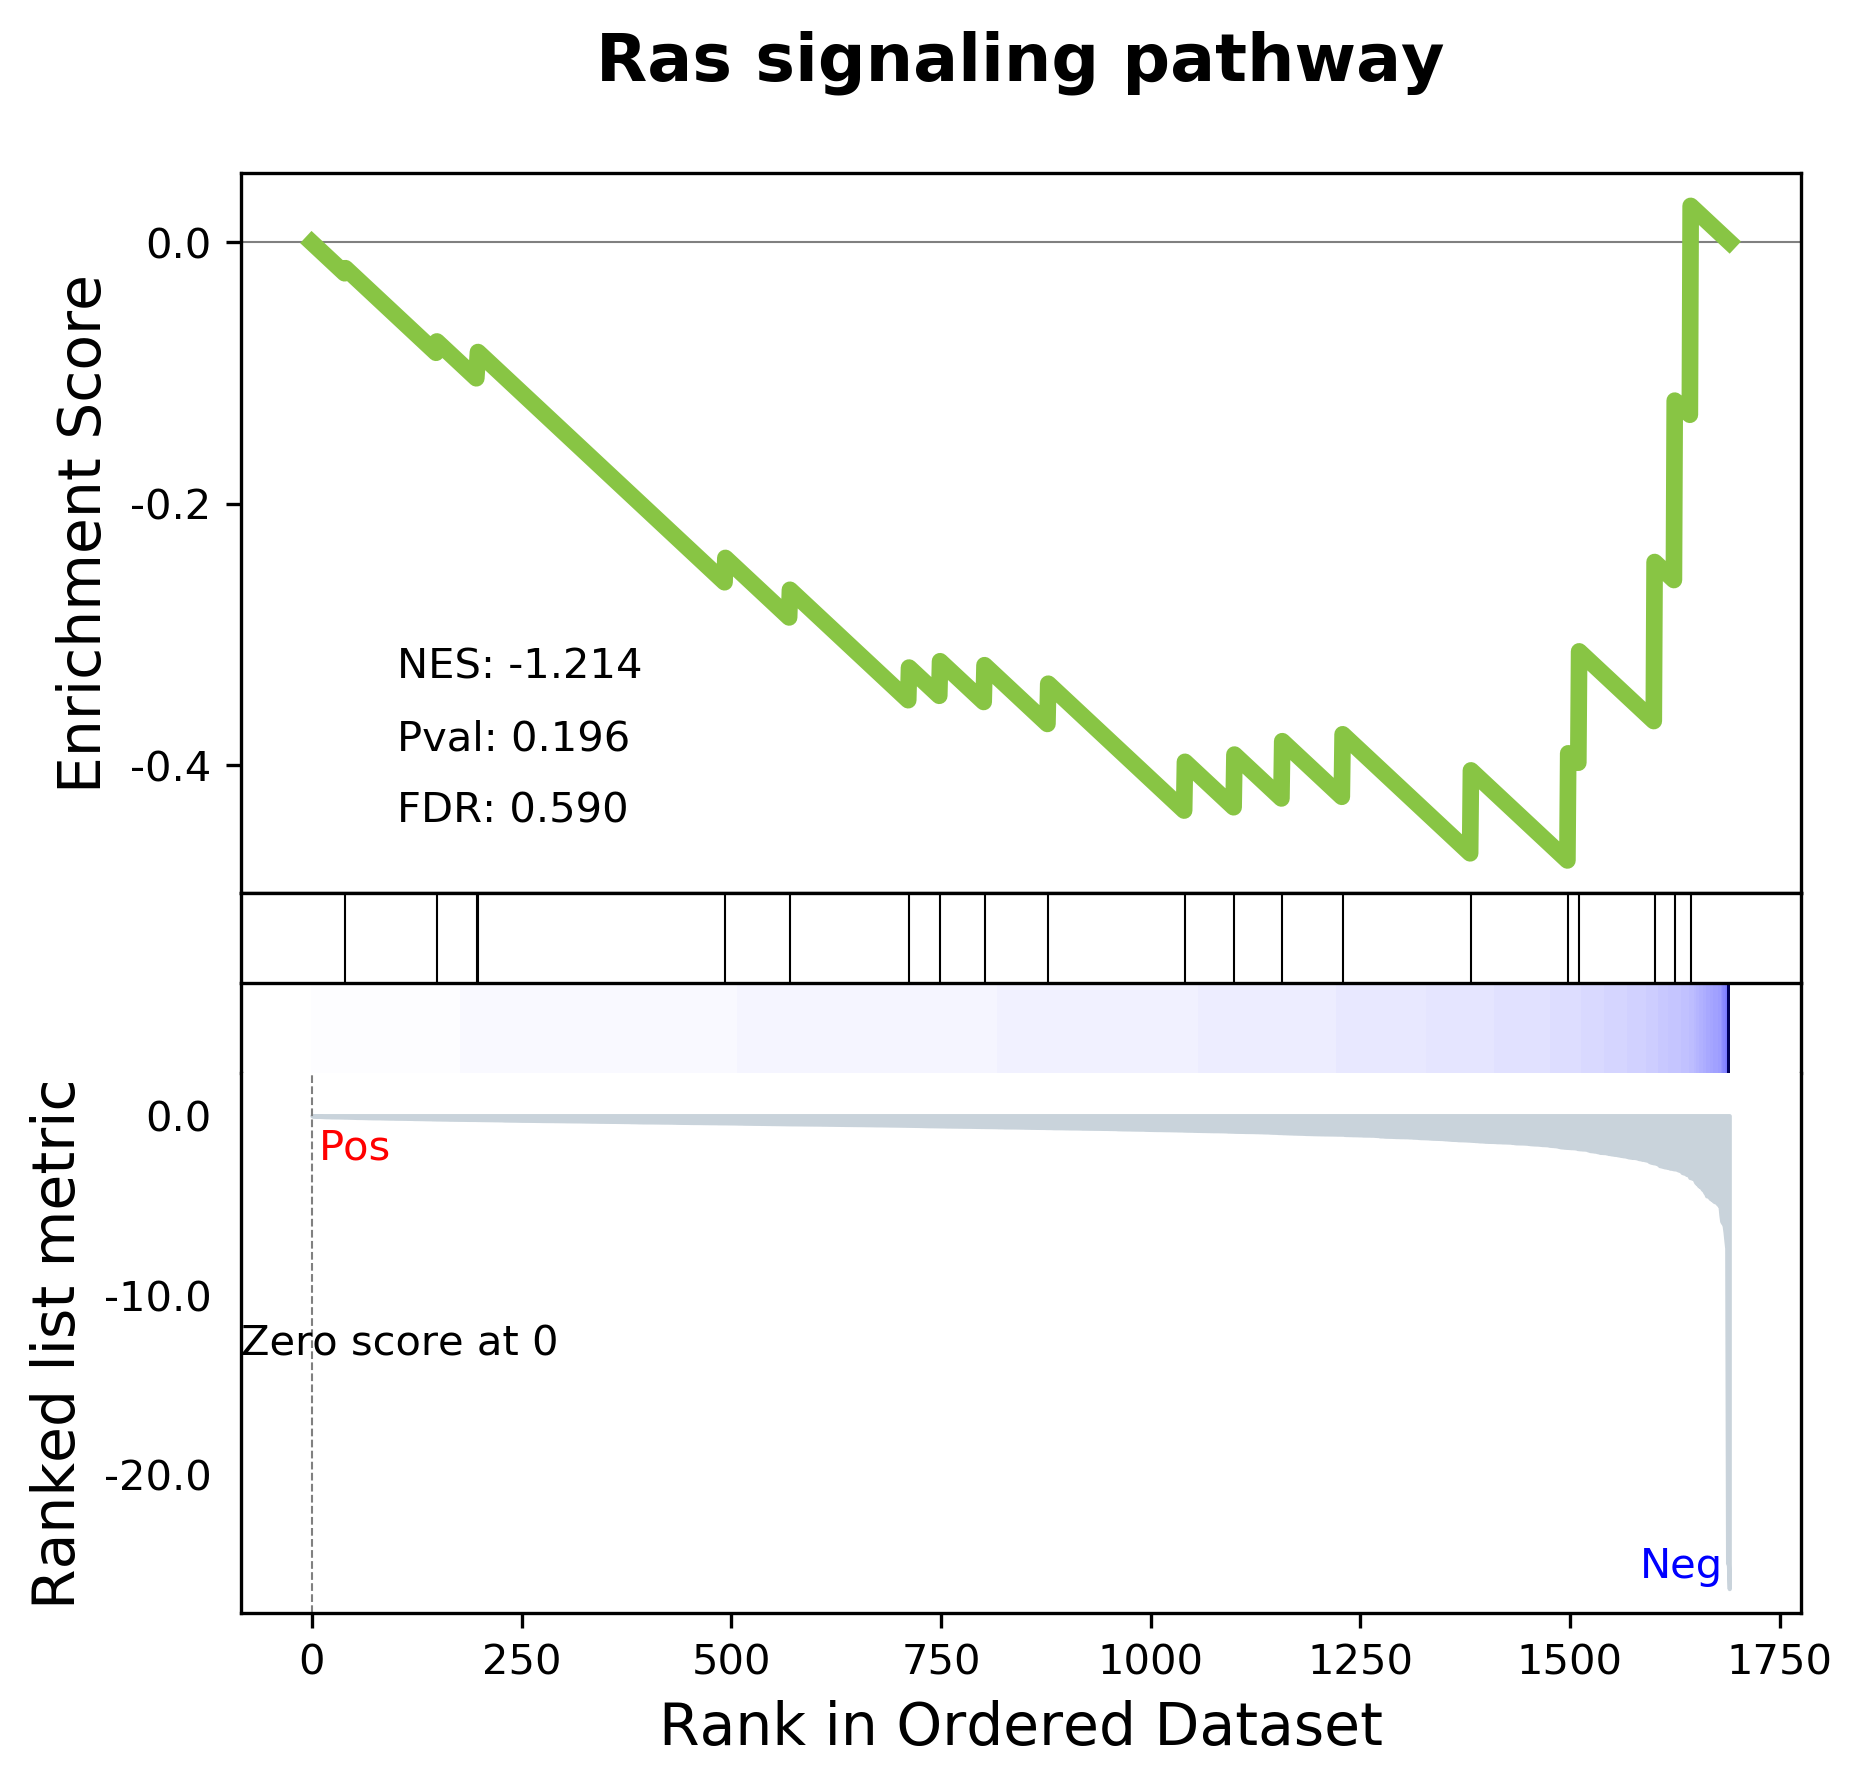 Ras signaling pathway
Enrichment Score
0.0
-0.2
-0.4
NES: -1.214
Pval: 0.196
FDR: 0.590
Ranked list metric
0.0
-10.0
-20.0
Pos
Zero score at 0
Neg
0 250 500 750 1000 1250 1500 1750
Rank in Ordered Dataset